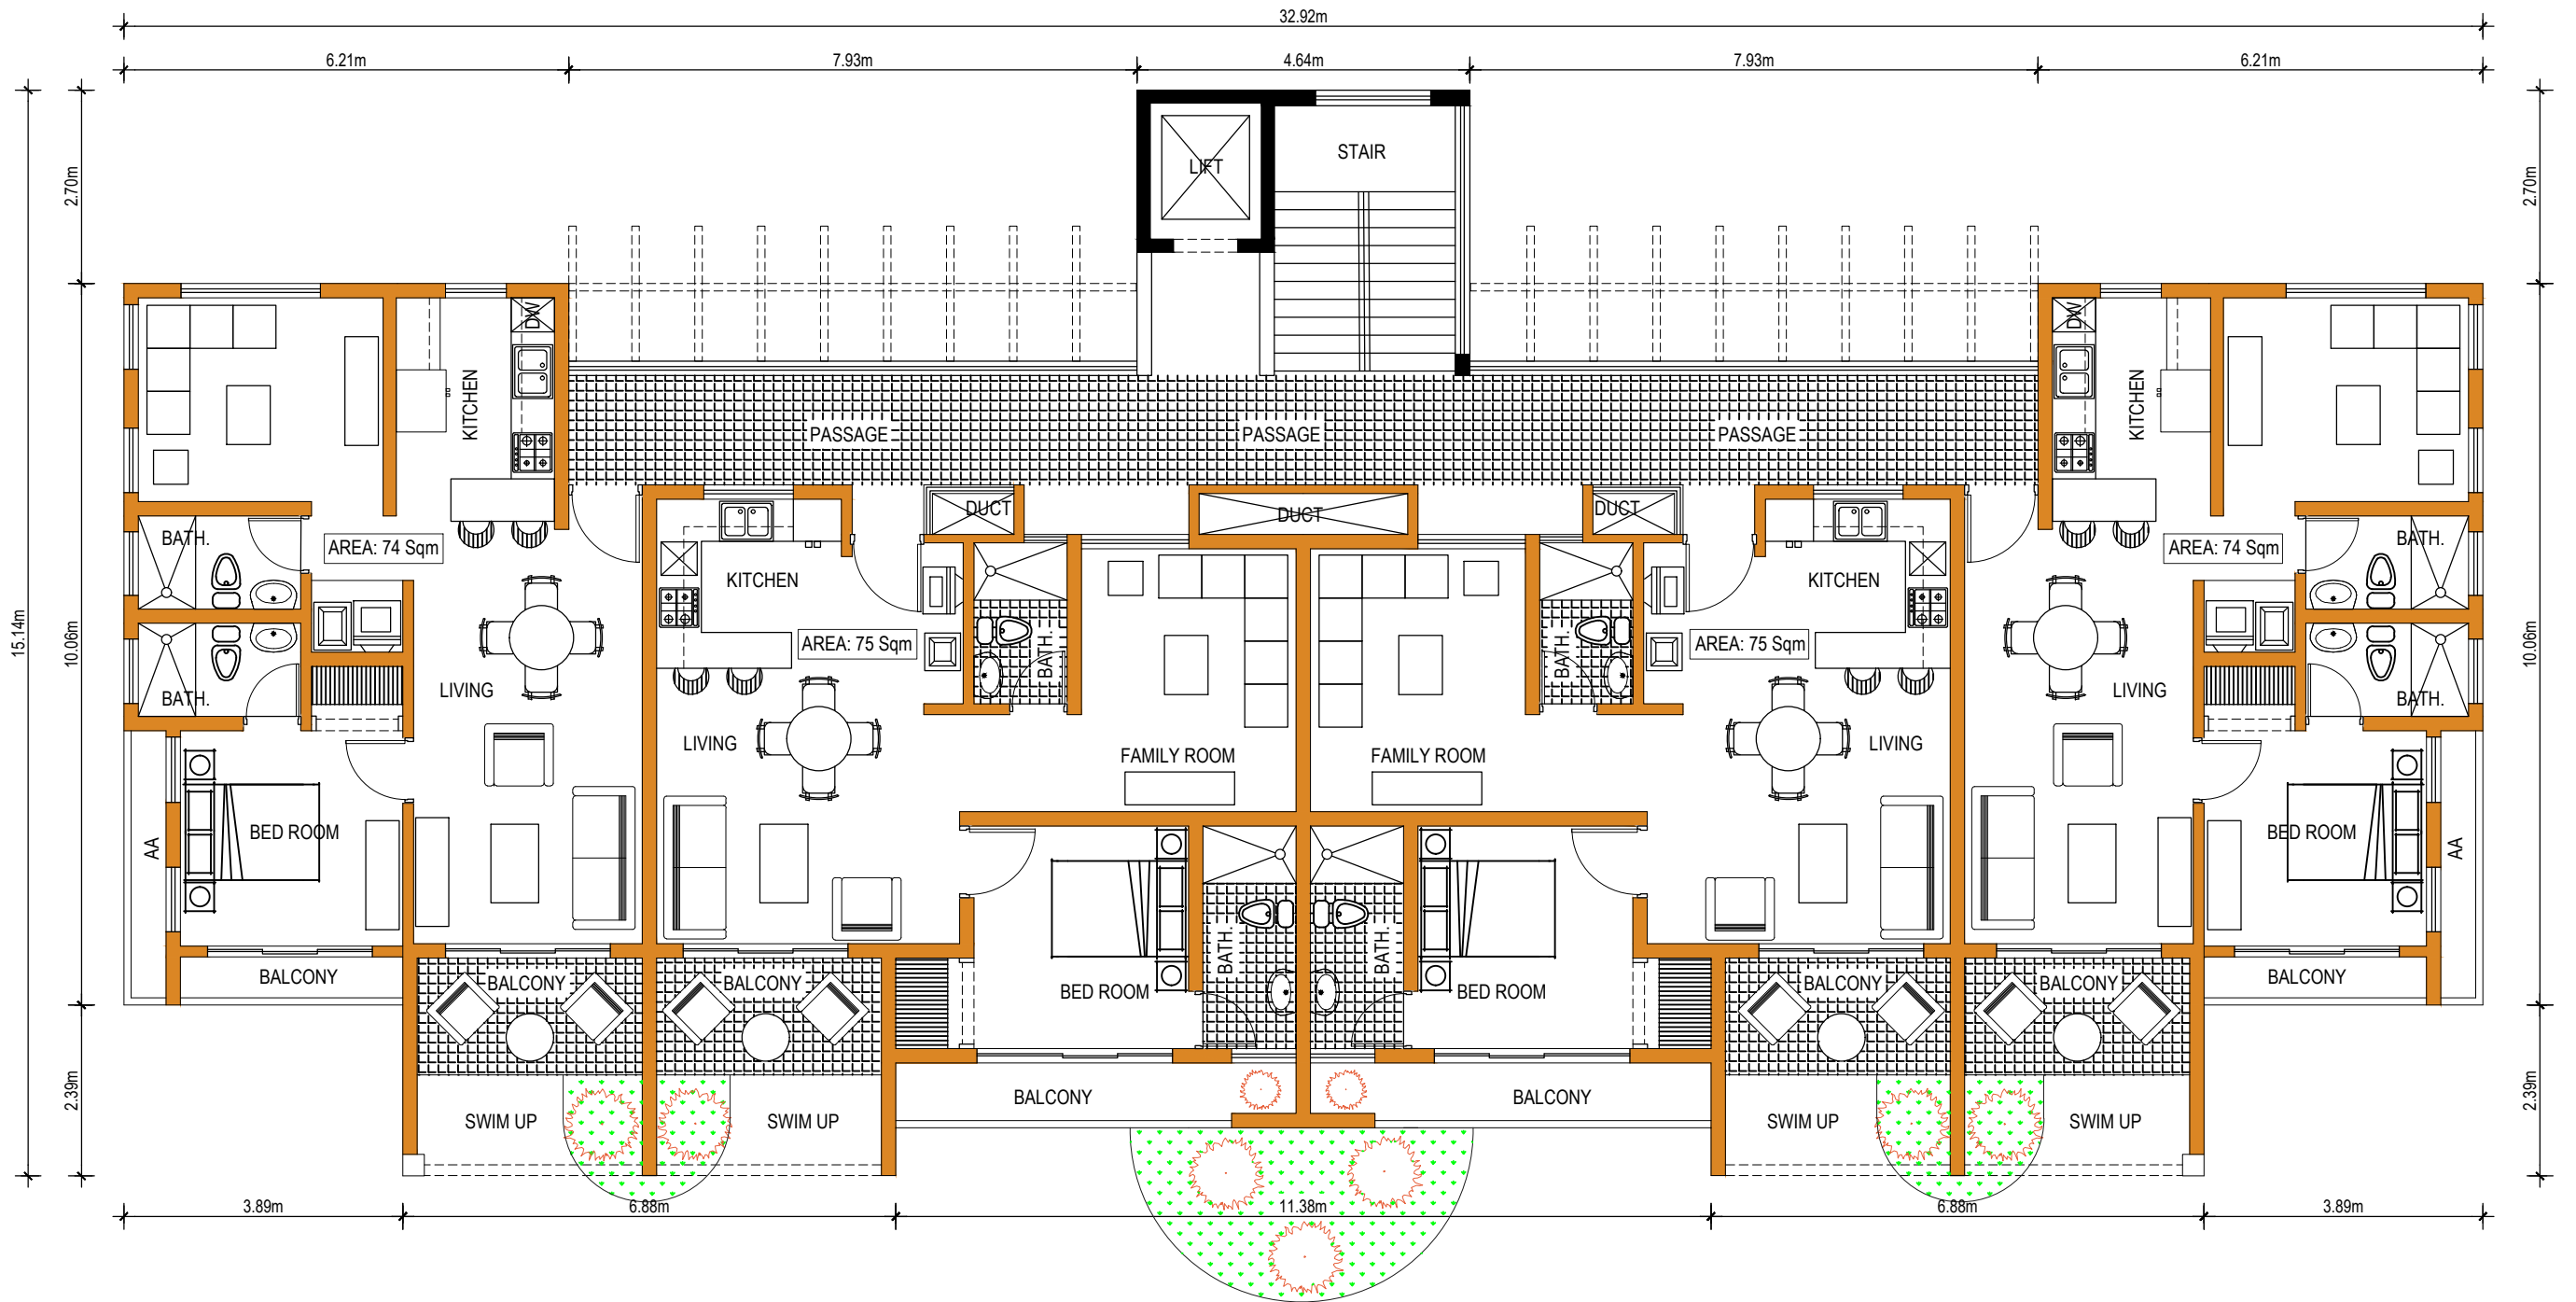 32.92m
6.21m
7.93m
4.64m
7.93m
6.21m
15.14m
2.70m
10.06m
2.39m
2.70m
10.06m
2.39m
LIFT
STAIR
DW
KITCHEN
PASSAGE
PASSAGE
PASSAGE
DW
KITCHEN
DUCT
DUCT
DUCT
BATH.
AREA: 74 Sqm
AREA: 74 Sqm
BATH.
KITCHEN
KITCHEN
AREA: 75 Sqm
BATH.
BATH.
AREA: 75 Sqm
BATH.
LIVING
LIVING
BATH.
LIVING
FAMILY ROOM
FAMILY ROOM
LIVING
AA
BED ROOM
BED ROOM
AA
BALCONY
BALCONY
BALCONY
BATH.
BATH.
BALCONY
BALCONY
BALCONY
BED ROOM
BED ROOM
BALCONY
BALCONY
SWIM UP
SWIM UP
SWIM UP
SWIM UP
3.89m
6.88m
11.38m
6.88m
3.89m